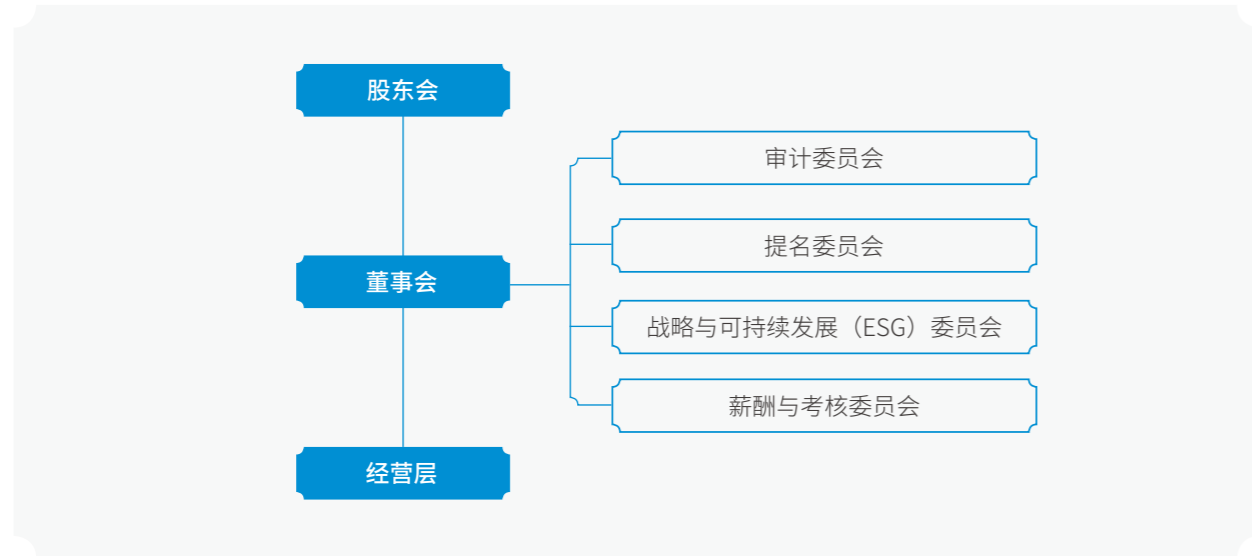 股东会
审计委员会
提名委员会
董事会
战略与可持续发展（ESG）委员会
薪酬与考核委员会
经营层